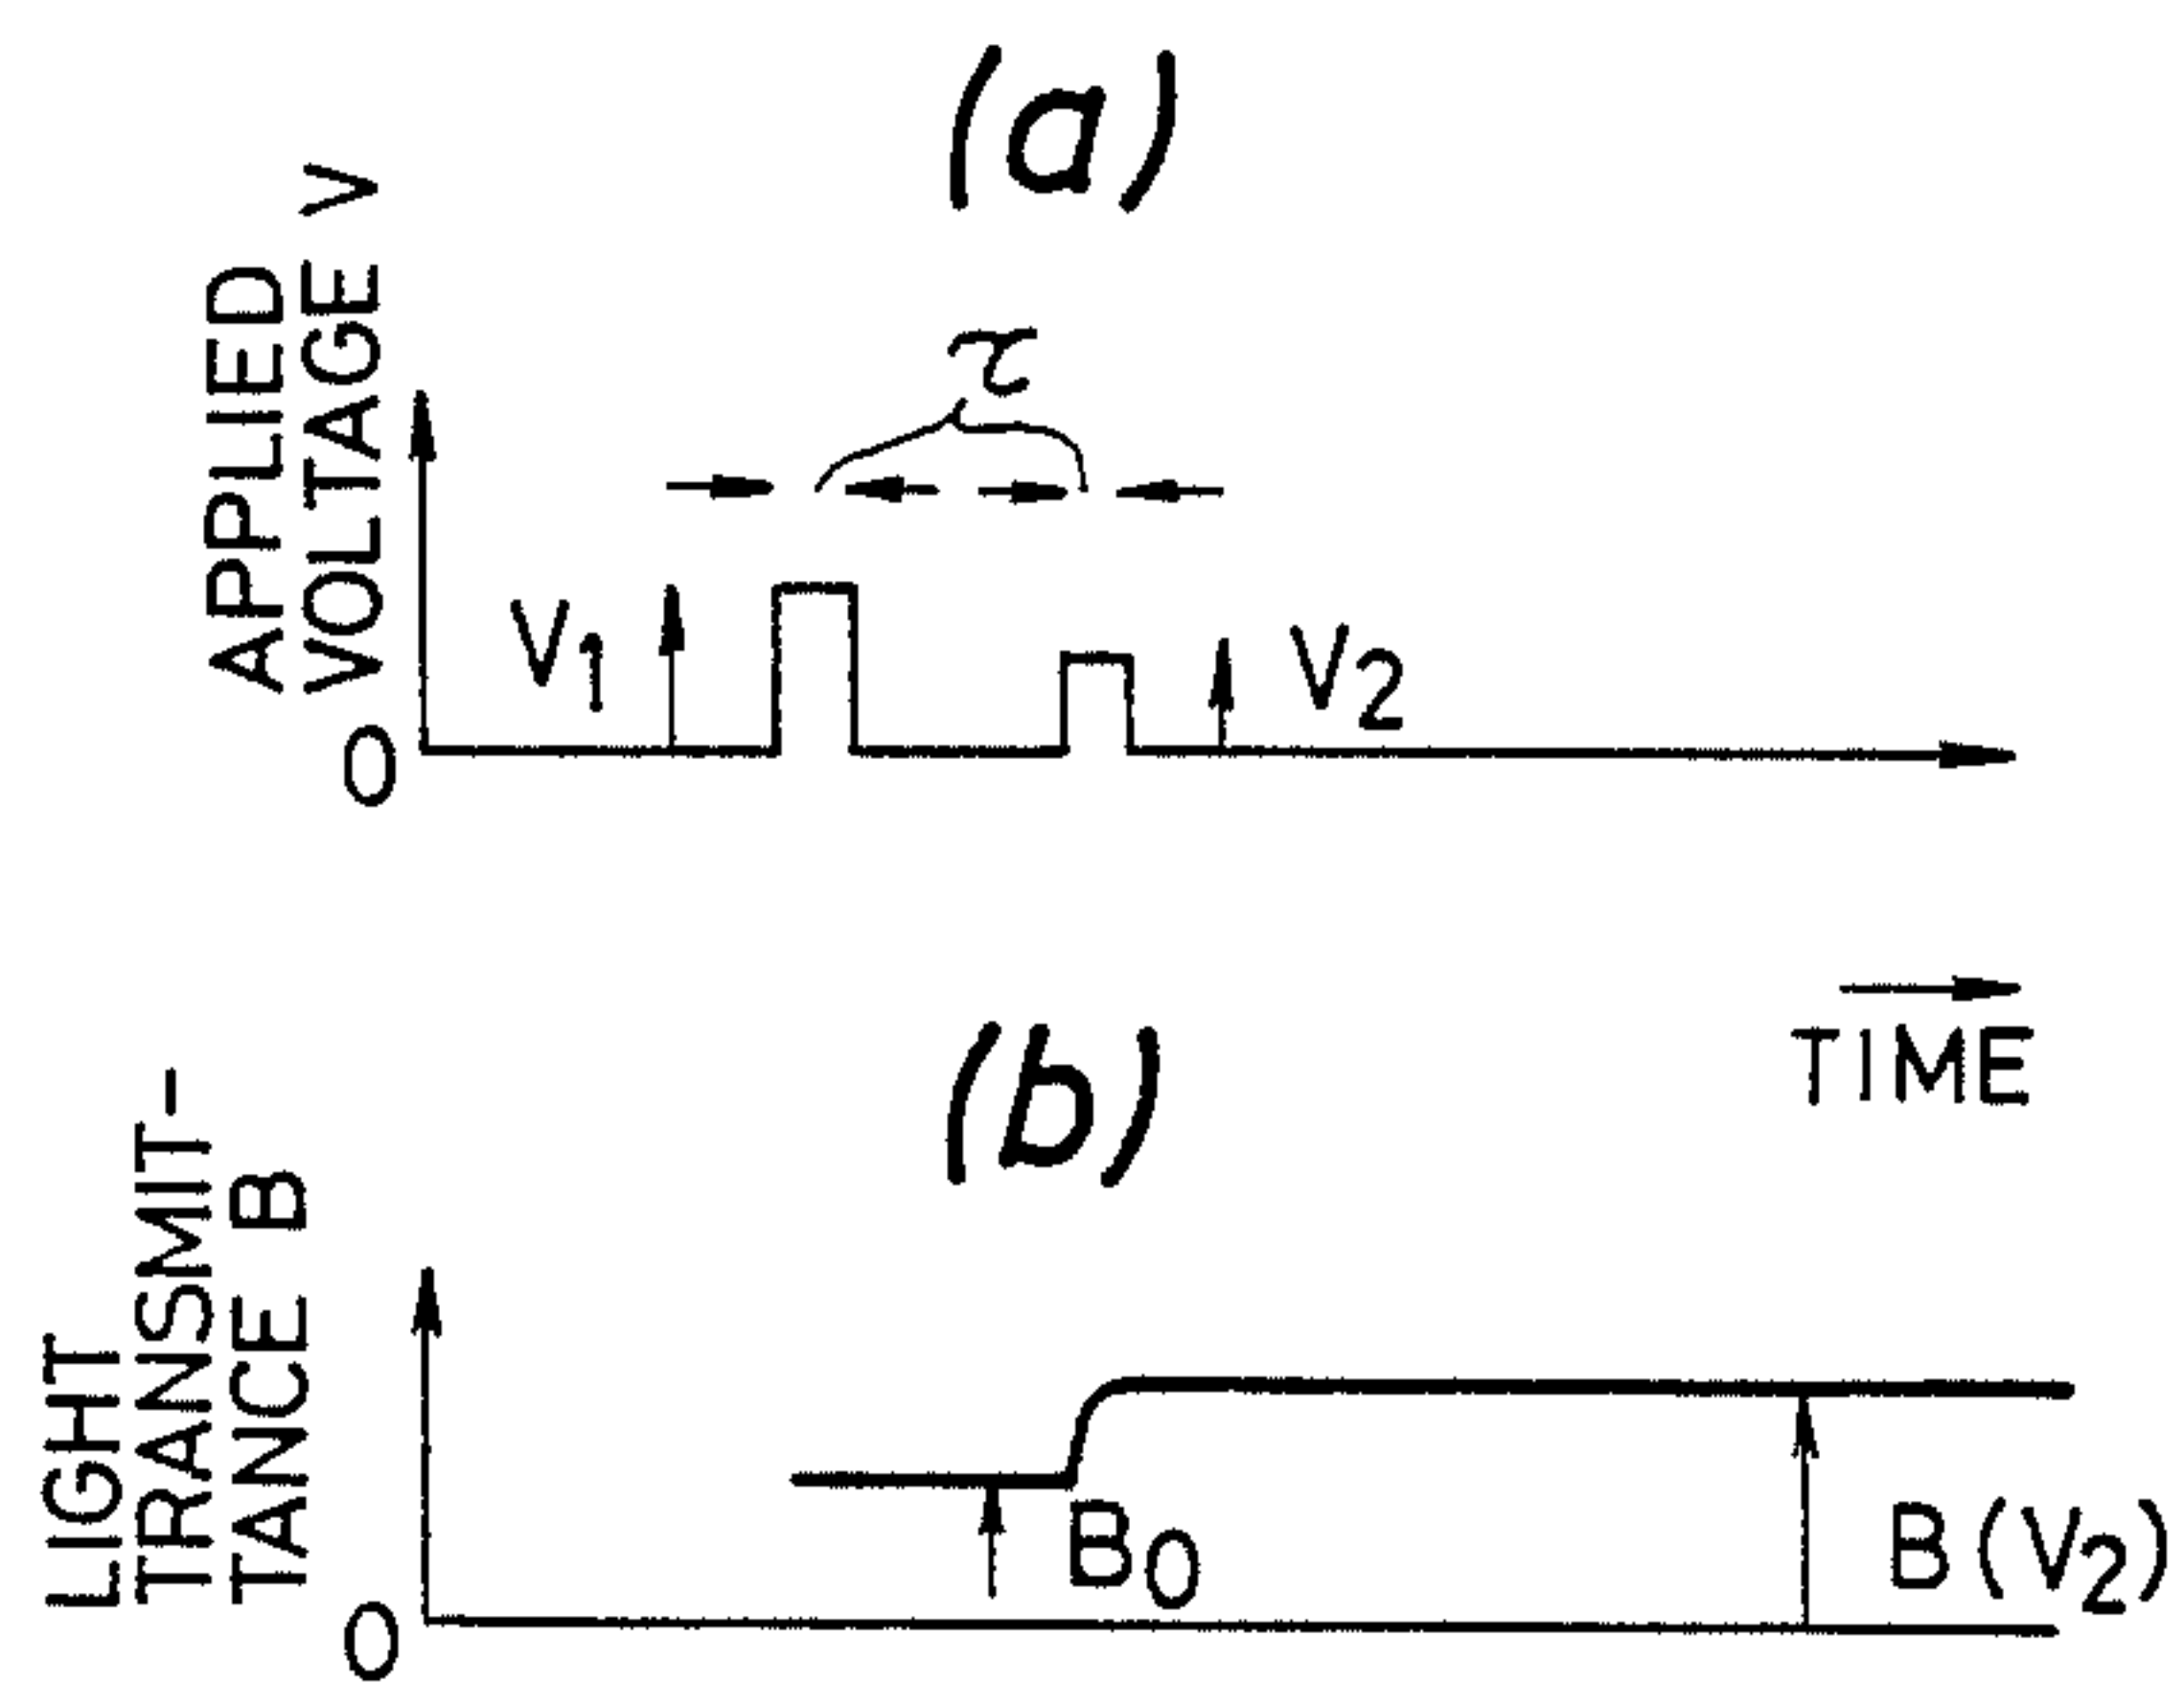 (a)
APPLIED
VOLTAGE V
τ
V1
V2
0
TIME
(b)
LIGHT
TRANSMIT-
TANCE B
B0
B(V2)
0